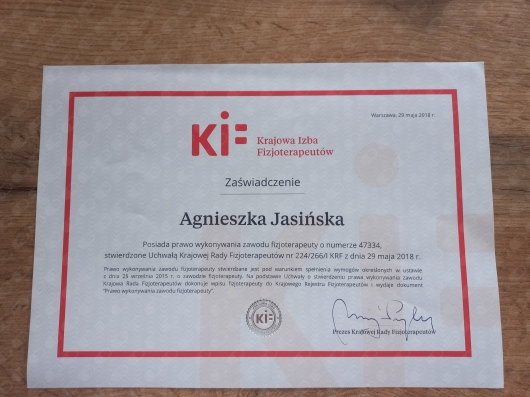 Warszawa, 29 maja 2018 r.
KIF
Krajowa Izba
Fizjoterapeutów
Zaświadczenie
Agnieszka Jasińska
Posiada prawo wykonywania zawodu fizjoterapeuty o numerze 47334,
stwierdzone Uchwałą Krajowej Rady Fizjoterapeutów nr 224/266/I KRF z dnia 29 maja 2018 r.
Prawo wykonywania zawodu fizjoterapeuty stwierdzane jest pod warunkiem spełnienia wymogów określonych w ustawie
z dnia 25 września 2015 r. o zawodzie fizjoterapeuty. Na podstawie Uchwały o stwierdzeniu prawa wykonywania zawodu
Krajowa Rada Fizjoterapeutów dokonuje wpisu fizjoterapeuty do Krajowego Rejestru Fizjoterapeutów i wydaje dokument
"Prawo wykonywania zawodu fizjoterapeuty".
KIF
Prezes Krajowej Rady Fizjoterapeutów